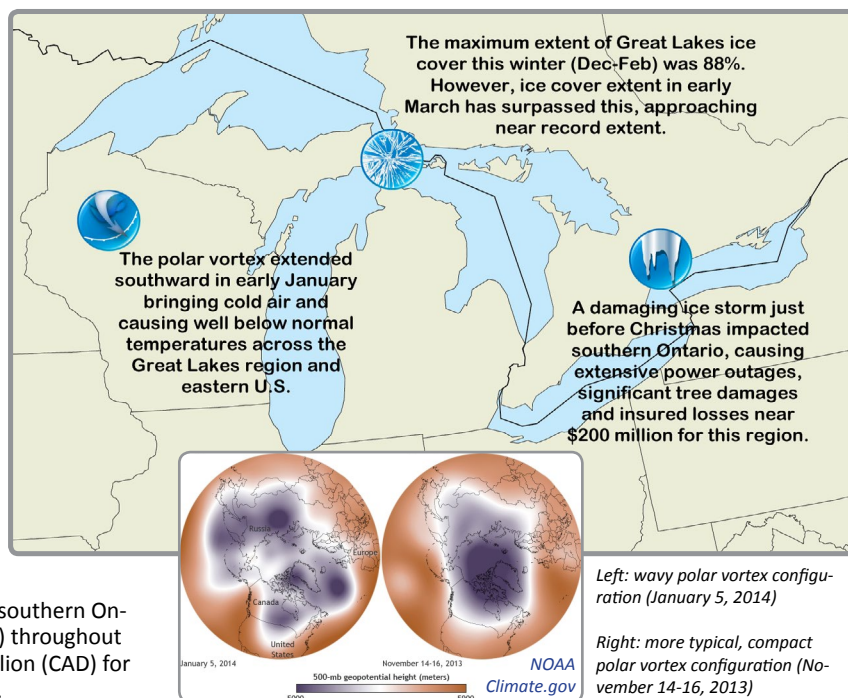 The maximum extent of Great Lakes ice
cover this winter (Dec-Feb) was 88%.
However, ice cover extent in early
March has surpassed this, approaching
near record extent.
The polar vortex extended
southward in early January
bringing cold air and
causing well below normal
temperatures across the
Great Lakes region and
eastern U.S.
A damaging ice storm just
before Christmas impacted
southern Ontario, causing
extensive power outages,
significant tree damages
and insured losses near
$200 million for this region.
Russia
Europe
Canada
United
States
January 5, 2014
November 14-16, 2013
500-mb geopotential height (meters)
NOAA
Climate.gov
Left: wavy polar vortex configu-
ration (January 5, 2014)
Right: more typical, compact
polar vortex configuration (No-
vember 14-16, 2013)
southern On-
) throughout
lion (CAD) for